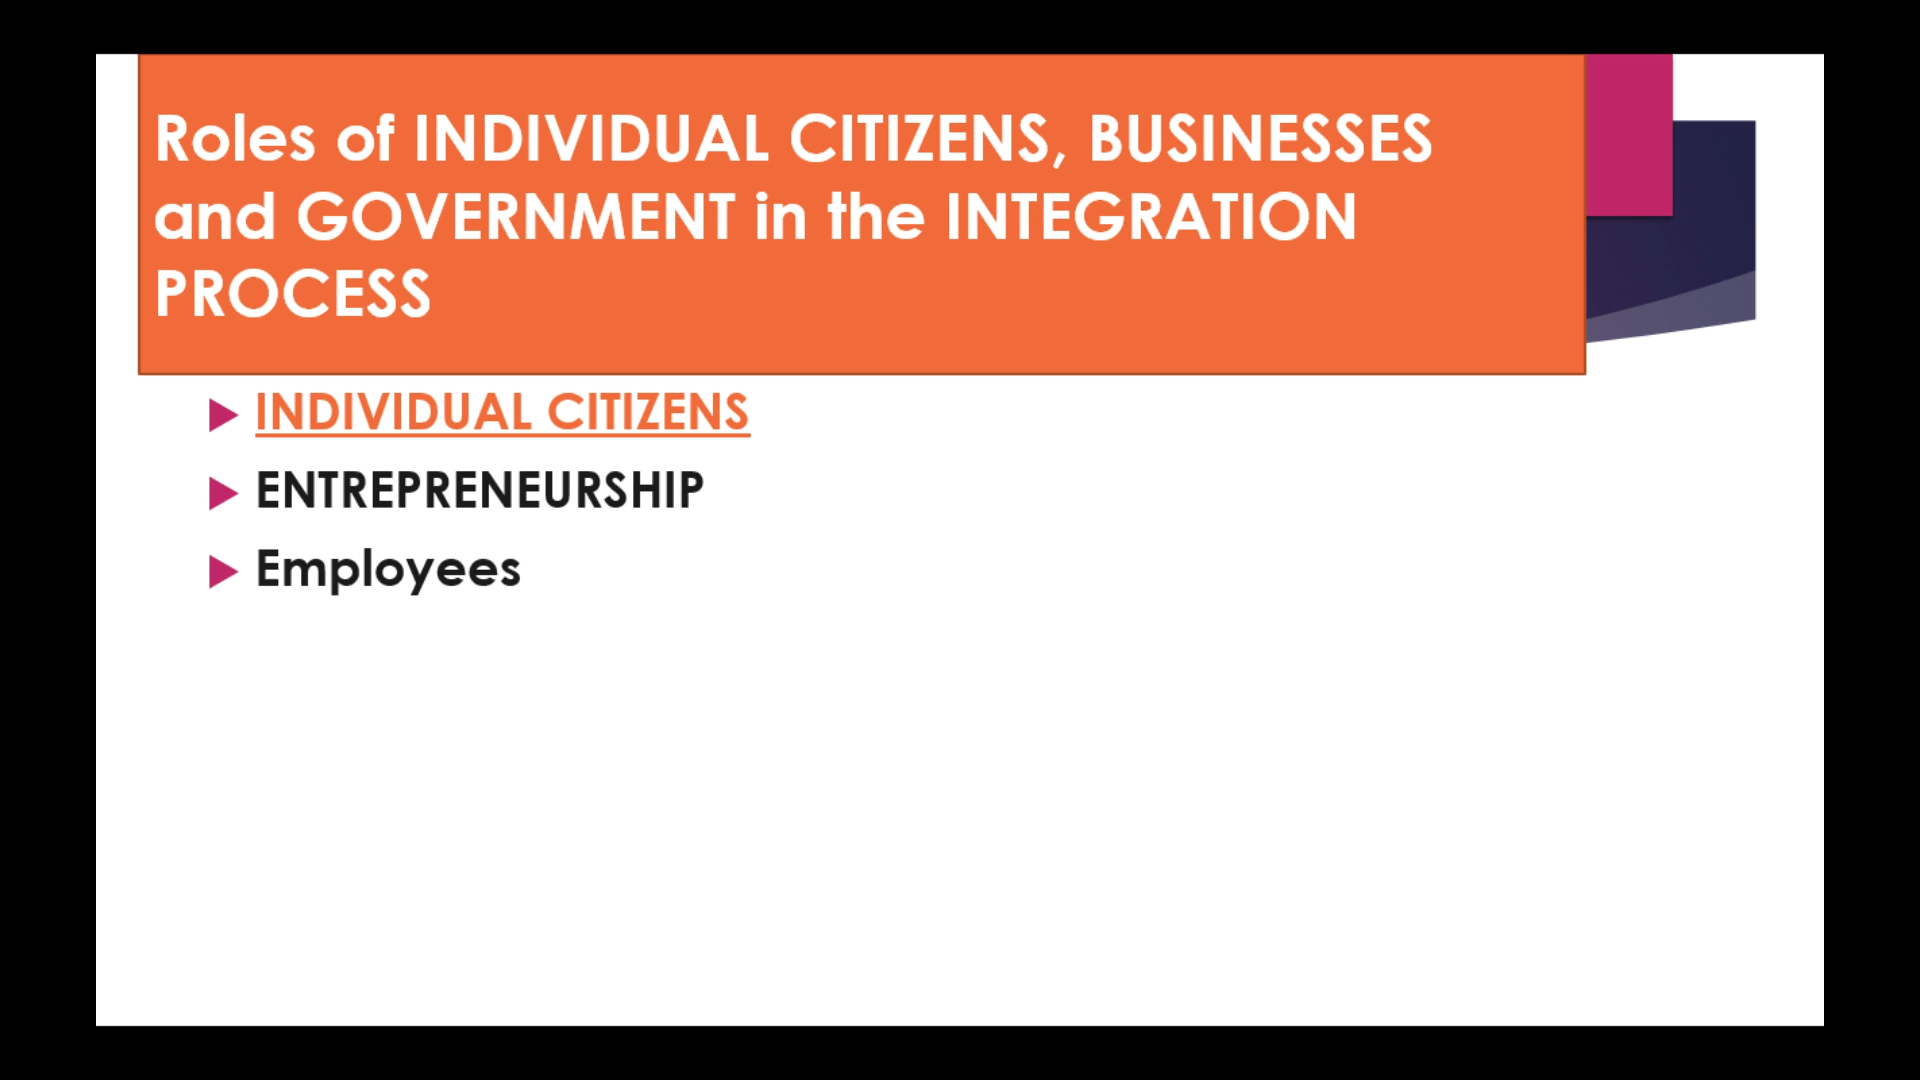 Roles of INDIVIDUAL CITIZENS, BUSINESSES
and GOVERNMENT in the INTEGRATION
PROCESS
INDIVIDUAL CITIZENS
ENTREPRENEURSHIP
Employees